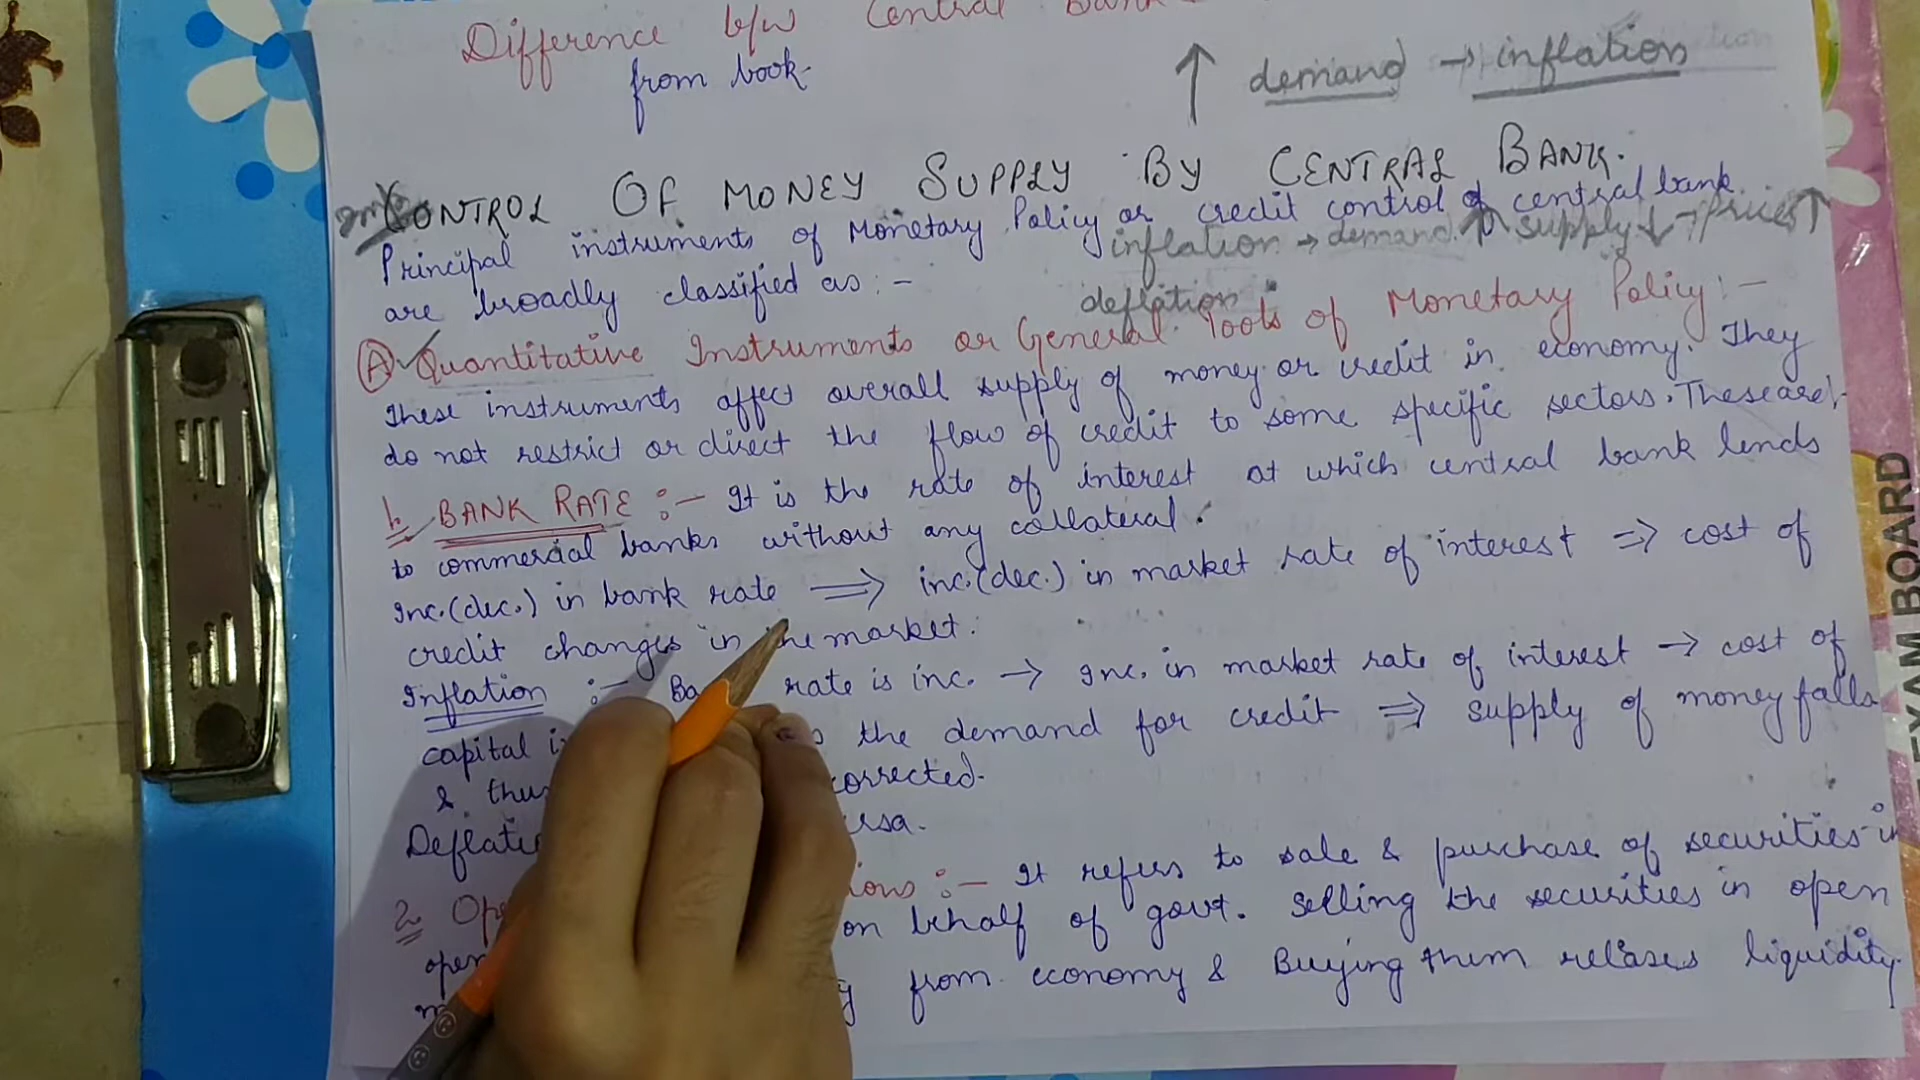 Difference b/w Central Bank
from book.
↑ demand → inflation
CONTROL OF MONEY SUPPLY BY CENTRAL BANK.
Principal instruments of Monetary Policy or credit control of central bank
inflation → demand ↑ supply ↓ → prices ↑
are broadly classified as :-
deflation
A Quantitative Instruments or General Tools of Monetary Policy :-
These instruments affect overall supply of money or credit in economy. They
do not restrict or direct the flow of credit to some specific sectors. These are :-
1. BANK RATE :- It is the rate of interest at which central bank lends
to commercial banks without any collateral.
Inc.(dec.) in bank rate ⇒ inc.(dec.) in market rate of interest ⇒ cost of
credit changes in the market.
Inflation :- rate is inc. → Inc. in market rate of interest → cost of
capital the demand for credit ⇒ supply of money falls
& corrected.
2. It refers to sale & purchase of securities in
on behalf of govt. Selling the securities in open
from economy & Buying them relases liquidity.
EXAM BOARD